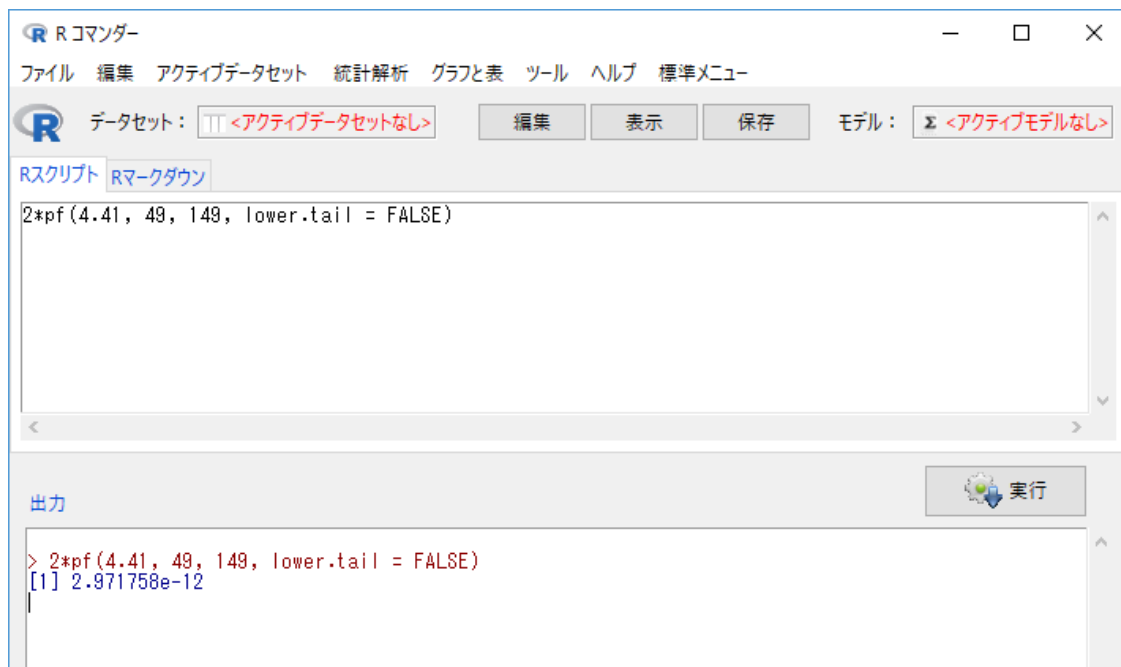 R コマンダー
ファイル 編集 アクティブデータセット 統計解析 グラフと表 ツール ヘルプ 標準メニュー
R データセット： <アクティブデータセットなし> 編集 表示 保存 モデル： Σ <アクティブモデルなし>
Rスクリプト Rマークダウン
2*pf(4.41, 49, 149, lower.tail = FALSE)
出力 実行
> 2*pf(4.41, 49, 149, lower.tail = FALSE)
[1] 2.971758e-12